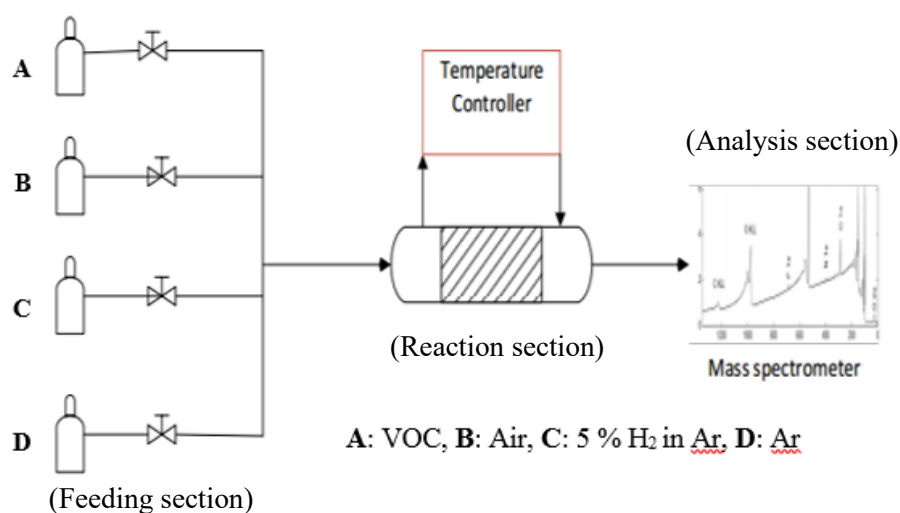 A
B
C
D
(Feeding section)
Temperature
Controller
(Reaction section)
(Analysis section)
Mass spectrometer
A: VOC, B: Air, C: 5 % H₂ in Ar, D: Ar